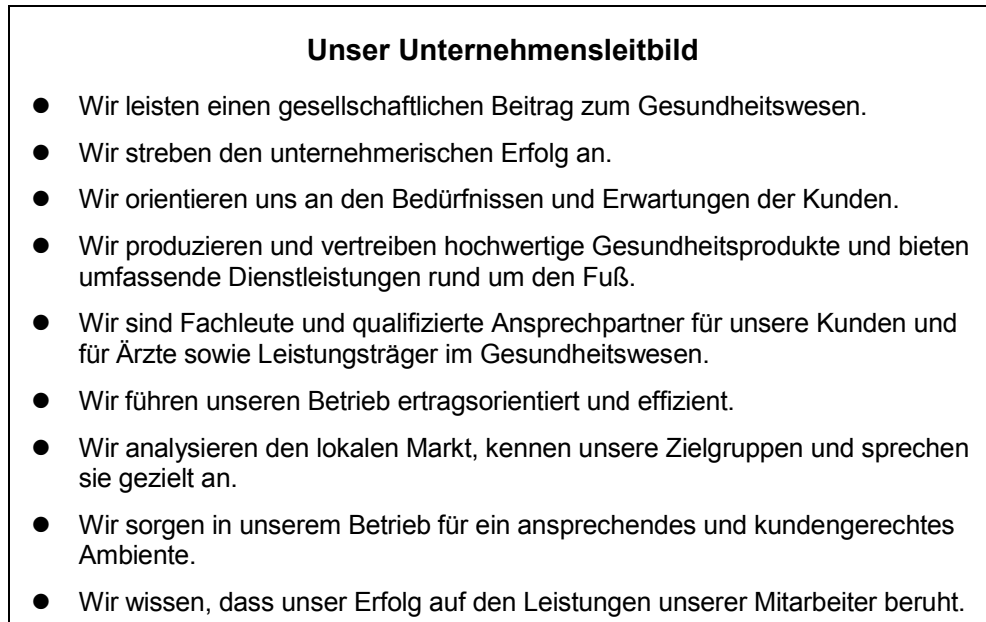 Unser Unternehmensleitbild
● Wir leisten einen gesellschaftlichen Beitrag zum Gesundheitswesen.
● Wir streben den unternehmerischen Erfolg an.
● Wir orientieren uns an den Bedürfnissen und Erwartungen der Kunden.
● Wir produzieren und vertreiben hochwertige Gesundheitsprodukte und bieten
umfassende Dienstleistungen rund um den Fuß.
● Wir sind Fachleute und qualifizierte Ansprechpartner für unsere Kunden und
für Ärzte sowie Leistungsträger im Gesundheitswesen.
● Wir führen unseren Betrieb ertragsorientiert und effizient.
● Wir analysieren den lokalen Markt, kennen unsere Zielgruppen und sprechen
sie gezielt an.
● Wir sorgen in unserem Betrieb für ein ansprechendes und kundengerechtes
Ambiente.
● Wir wissen, dass unser Erfolg auf den Leistungen unserer Mitarbeiter beruht.